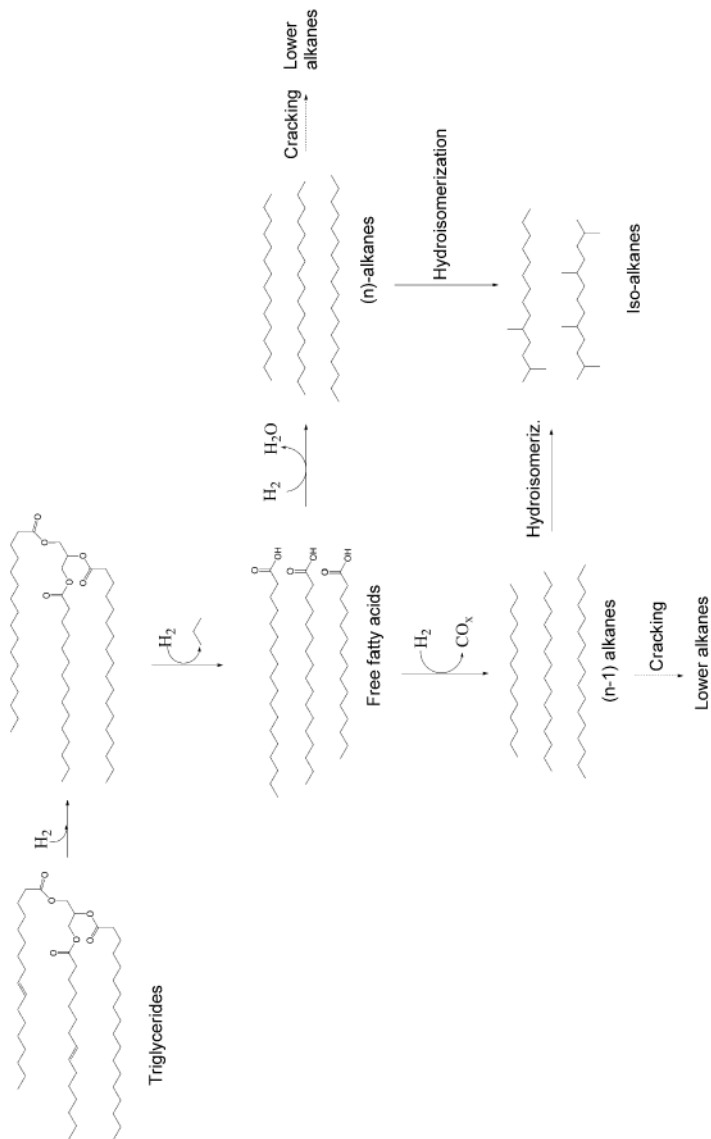 O
O
O
O
O
O
Triglycerides
H₂
O
O
O
O
O
O
H₂
O
OH
O
OH
O
OH
Free fatty acids
H₂
H₂O
(n)-alkanes
Cracking
Lower
alkanes
H₂
COₓ
Hydroisomerization
(n-1) alkanes
Hydroisomeriz.
Iso-alkanes
Cracking
Lower alkanes